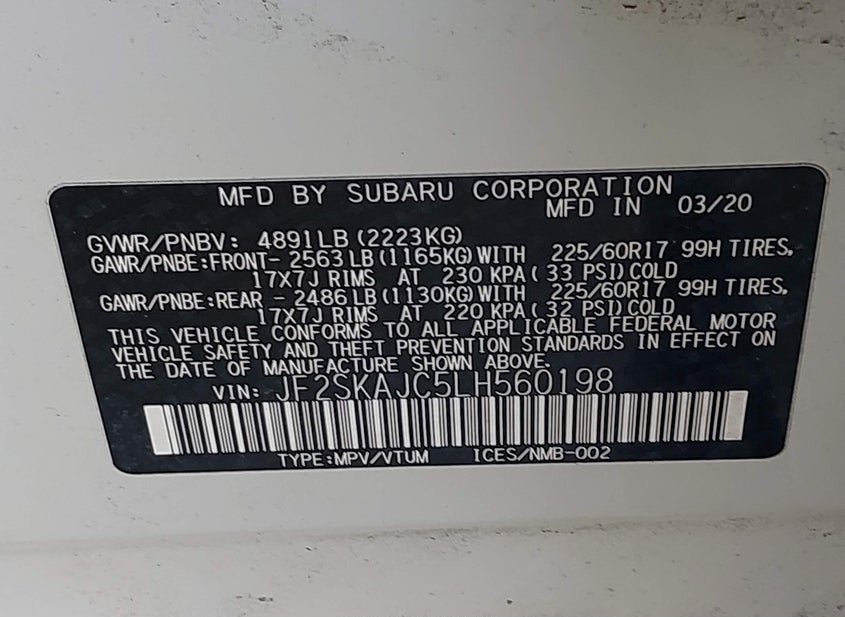 MFD BY SUBARU CORPORATION
MFD IN 03/20
GVWR/PNBV: 4891LB (2223KG)
GAWR/PNBE:FRONT- 2563LB(1165KG)WITH 225/60R17 99H TIRES,
17X7J RIMS AT 230 KPA( 33 PSI)COLD
GAWR/PNBE:REAR - 2486LB(1130KG)WITH 225/60R17 99H TIRES,
17X7J RIMS AT 220 KPA( 32 PSI)COLD
THIS VEHICLE CONFORMS TO ALL APPLICABLE FEDERAL MOTOR
VEHICLE SAFETY AND THEFT PREVENTION STANDARDS IN EFFECT ON
THE DATE OF MANUFACTURE SHOWN ABOVE.
VIN: JF2SKAJC5LH560198
TYPE:MPV/VTUM ICES/NMB-002